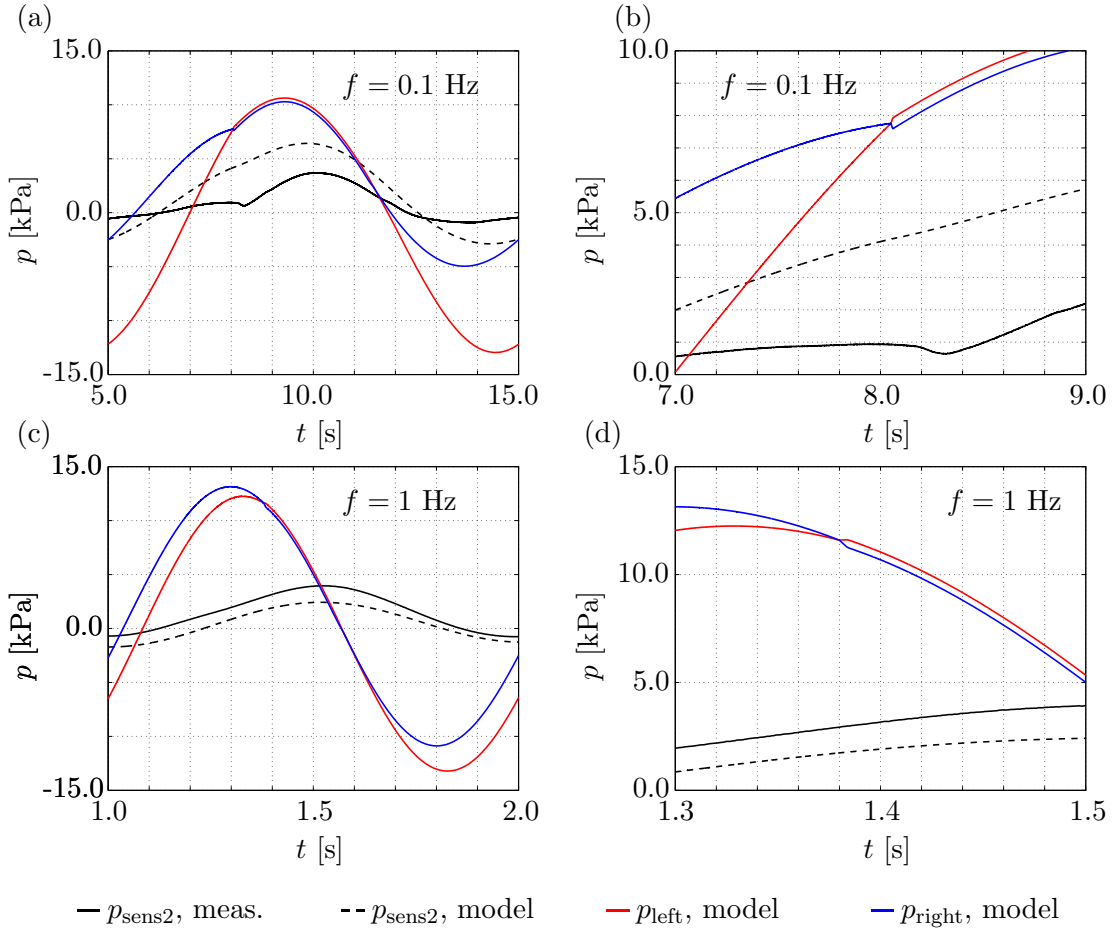 (a)
15.0
0.0
-15.0
p [kPa]
f = 0.1 Hz
5.0 10.0 15.0
t [s]
(b)
10.0
5.0
0.0
p [kPa]
f = 0.1 Hz
7.0 8.0 9.0
t [s]
(c)
15.0
0.0
-15.0
p [kPa]
f = 1 Hz
1.0 1.5 2.0
t [s]
(d)
15.0
10.0
5.0
0.0
p [kPa]
f = 1 Hz
1.3 1.4 1.5
t [s]
p_sens2, meas. p_sens2, model p_left, model p_right, model